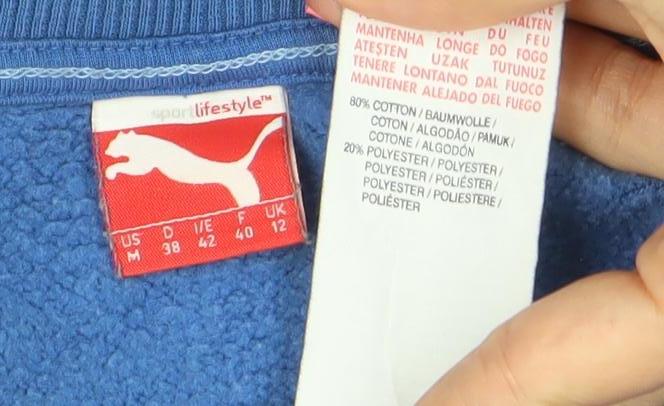 sportlifestyle™
US D I/E F UK
M 38 42 40 12
DU FEU
MANTENHA LONGE DO FOGO
ATEŞTEN UZAK TUTUNUZ
TENERE LONTANO DAL FUOCO
MANTENER ALEJADO DEL FUEGO
80% COTTON / BAUMWOLLE /
COTON / ALGODÃO / PAMUK /
COTONE / ALGODÓN
20% POLYESTER / POLYESTER /
POLYESTER / POLIÉSTER /
POLYESTER / POLIESTERE /
POLIÉSTER